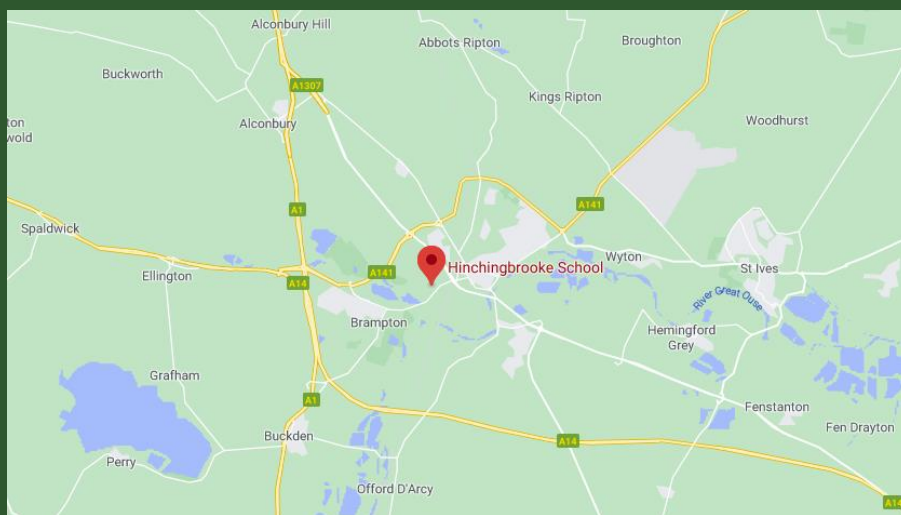 Alconbury Hill
Abbots Ripton
Broughton
Buckworth
A1307
Kings Ripton
Alconbury
Woodhurst
ton
wold
A1
A141
Spaldwick
Wyton
Hinchingbrooke School
St Ives
Ellington
A141
A14
River Great Ouse
Brampton
Hemingford
Grey
Grafham
A1
Fenstanton
Fen Drayton
Buckden
A14
Perry
Offord D'Arcy
A14